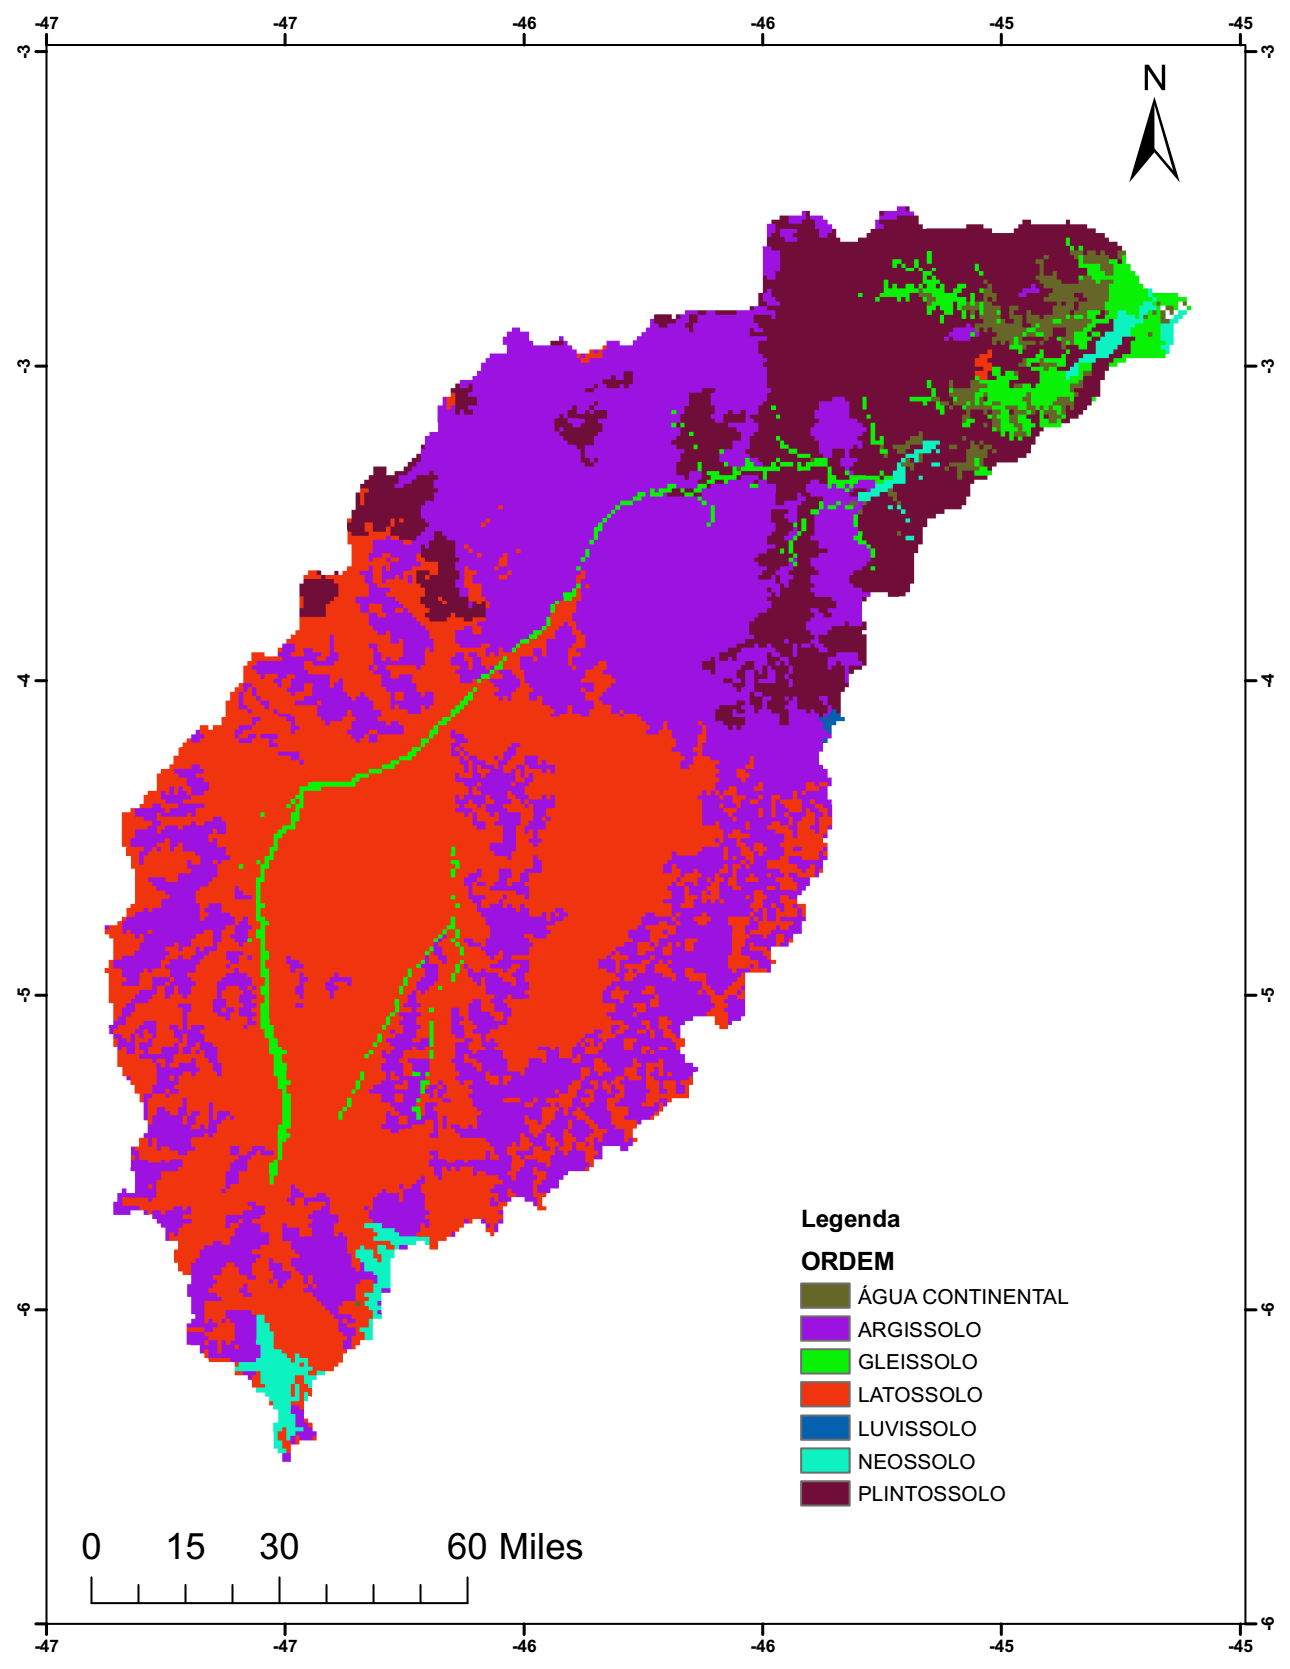 -47 -47 -46 -46 -45 -45
-3 -3
N
-3 -3
-4 -4
-5 -5
Legenda
ORDEM
ÁGUA CONTINENTAL
-6 -6
ARGISSOLO
GLEISSOLO
LATOSSOLO
LUVISSOLO
NEOSSOLO
PLINTOSSOLO
0 15 30 60 Miles
-6
-47 -47 -46 -46 -45 -45